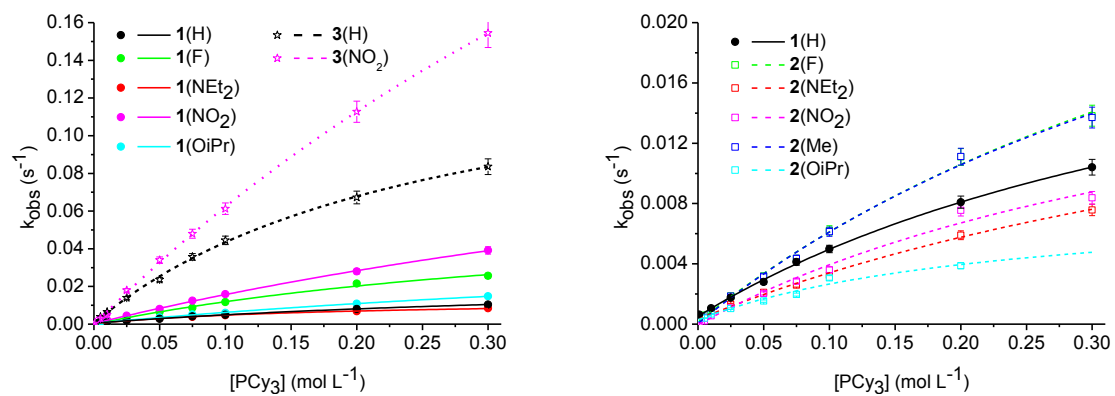 0.16
0.14
0.12
0.10
0.08
0.06
0.04
0.02
0.00
k_obs (s⁻¹)
1(H)
1(F)
1(NEt₂)
1(NO₂)
1(OiPr)
3(H)
3(NO₂)
0.00 0.05 0.10 0.15 0.20 0.25 0.30
[PCy₃] (mol L⁻¹)
0.020
0.016
0.012
0.008
0.004
0.000
k_obs (s⁻¹)
1(H)
2(F)
2(NEt₂)
2(NO₂)
2(Me)
2(OiPr)
0.00 0.05 0.10 0.15 0.20 0.25 0.30
[PCy₃] (mol L⁻¹)